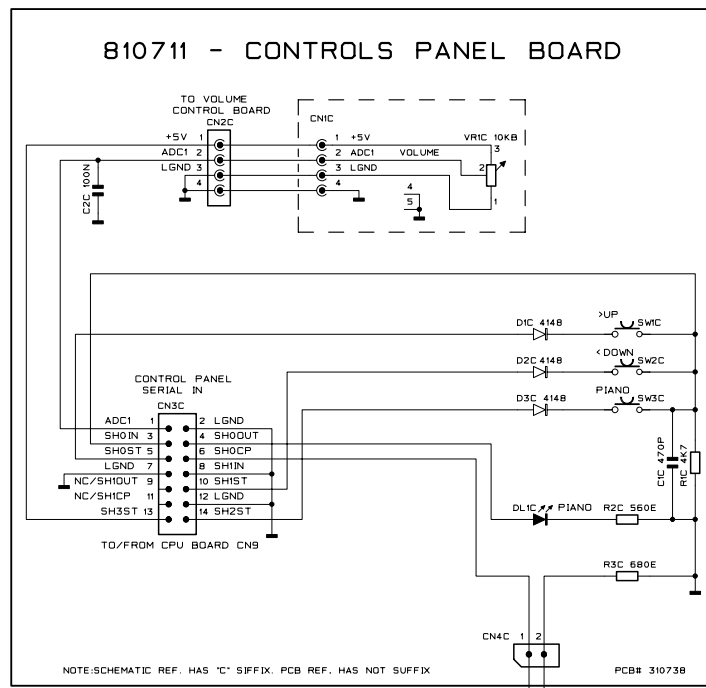 810711 - CONTROLS PANEL BOARD
TO VOLUME
CONTROL BOARD
CN2C
CN1C
+5V 1
1 +5V
VR1C 10KB
3
ADC1 2
2 ADC1
VOLUME
2
LGND 3
3 LGND
4
4
4
5
1
C2C 100N
>UP
D1C 4148
SW1C
<DOWN
D2C 4148
SW2C
CONTROL PANEL
SERIAL IN
PIANO
D3C 4148
SW3C
CN3C
ADC1 1
2 LGND
SH0IN 3
4 SH0OUT
SH0ST 5
6 SH0CP
LGND 7
8 SH1IN
NC/SH1OUT 9
10 SH1ST
NC/SH1CP 11
12 LGND
SH3ST 13
14 SH2ST
C1C 470P
R1C 4K7
DL1C
PIANO
R2C 560E
TO/FROM CPU BOARD CN9
R3C 680E
CN4C 1 2
NOTE:SCHEMATIC REF. HAS "C" SIFFIX. PCB REF. HAS NOT SUFFIX
PCB# 310738